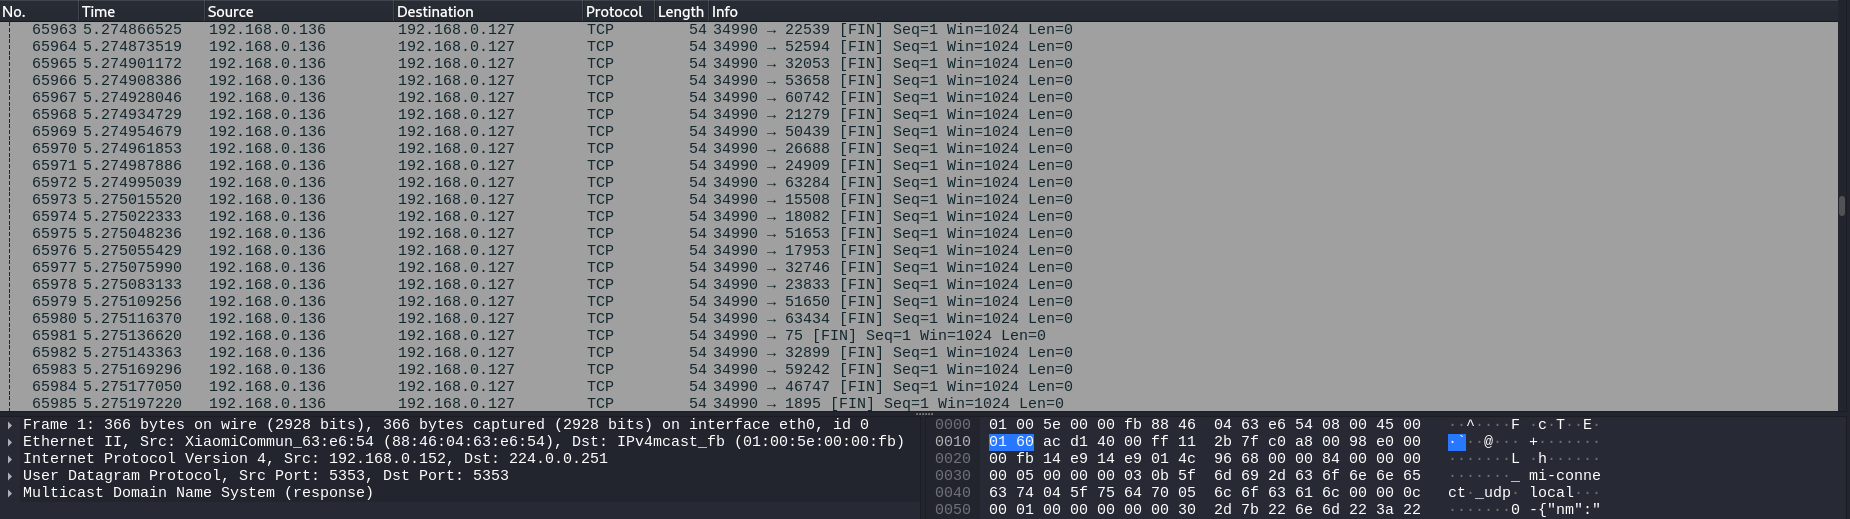 No. Time Source Destination Protocol Length Info
65963 5.274866525 192.168.0.136 192.168.0.127 TCP 54 34990 → 22539 [FIN] Seq=1 Win=1024 Len=0
65964 5.274873519 192.168.0.136 192.168.0.127 TCP 54 34990 → 52594 [FIN] Seq=1 Win=1024 Len=0
65965 5.274901172 192.168.0.136 192.168.0.127 TCP 54 34990 → 32053 [FIN] Seq=1 Win=1024 Len=0
65966 5.274908386 192.168.0.136 192.168.0.127 TCP 54 34990 → 53658 [FIN] Seq=1 Win=1024 Len=0
65967 5.274928046 192.168.0.136 192.168.0.127 TCP 54 34990 → 60742 [FIN] Seq=1 Win=1024 Len=0
65968 5.274934729 192.168.0.136 192.168.0.127 TCP 54 34990 → 21279 [FIN] Seq=1 Win=1024 Len=0
65969 5.274954679 192.168.0.136 192.168.0.127 TCP 54 34990 → 50439 [FIN] Seq=1 Win=1024 Len=0
65970 5.274961853 192.168.0.136 192.168.0.127 TCP 54 34990 → 26688 [FIN] Seq=1 Win=1024 Len=0
65971 5.274987886 192.168.0.136 192.168.0.127 TCP 54 34990 → 24909 [FIN] Seq=1 Win=1024 Len=0
65972 5.274995039 192.168.0.136 192.168.0.127 TCP 54 34990 → 63284 [FIN] Seq=1 Win=1024 Len=0
65973 5.275015520 192.168.0.136 192.168.0.127 TCP 54 34990 → 15508 [FIN] Seq=1 Win=1024 Len=0
65974 5.275022333 192.168.0.136 192.168.0.127 TCP 54 34990 → 18082 [FIN] Seq=1 Win=1024 Len=0
65975 5.275048236 192.168.0.136 192.168.0.127 TCP 54 34990 → 51653 [FIN] Seq=1 Win=1024 Len=0
65976 5.275055429 192.168.0.136 192.168.0.127 TCP 54 34990 → 17953 [FIN] Seq=1 Win=1024 Len=0
65977 5.275075990 192.168.0.136 192.168.0.127 TCP 54 34990 → 32746 [FIN] Seq=1 Win=1024 Len=0
65978 5.275083133 192.168.0.136 192.168.0.127 TCP 54 34990 → 23833 [FIN] Seq=1 Win=1024 Len=0
65979 5.275109256 192.168.0.136 192.168.0.127 TCP 54 34990 → 51650 [FIN] Seq=1 Win=1024 Len=0
65980 5.275116370 192.168.0.136 192.168.0.127 TCP 54 34990 → 63434 [FIN] Seq=1 Win=1024 Len=0
65981 5.275136620 192.168.0.136 192.168.0.127 TCP 54 34990 → 75 [FIN] Seq=1 Win=1024 Len=0
65982 5.275143363 192.168.0.136 192.168.0.127 TCP 54 34990 → 32899 [FIN] Seq=1 Win=1024 Len=0
65983 5.275169296 192.168.0.136 192.168.0.127 TCP 54 34990 → 59242 [FIN] Seq=1 Win=1024 Len=0
65984 5.275177050 192.168.0.136 192.168.0.127 TCP 54 34990 → 46747 [FIN] Seq=1 Win=1024 Len=0
65985 5.275197220 192.168.0.136 192.168.0.127 TCP 54 34990 → 1895 [FIN] Seq=1 Win=1024 Len=0
Frame 1: 366 bytes on wire (2928 bits), 366 bytes captured (2928 bits) on interface eth0, id 0
Ethernet II, Src: XiaomiCommun_63:e6:54 (88:46:04:63:e6:54), Dst: IPv4mcast_fb (01:00:5e:00:00:fb)
Internet Protocol Version 4, Src: 192.168.0.152, Dst: 224.0.0.251
User Datagram Protocol, Src Port: 5353, Dst Port: 5353
Multicast Domain Name System (response)
0000 01 00 5e 00 00 fb 88 46 04 63 e6 54 08 00 45 00 ··^····F ·c·T··E·
0010 01 60 ac d1 40 00 ff 11 2b 7f c0 a8 00 98 e0 00 ·`··@··· +·······
0020 00 fb 14 e9 14 e9 01 4c 96 68 00 00 84 00 00 00 ·······L ·h······
0030 00 05 00 00 00 03 0b 5f 6d 69 2d 63 6f 6e 6e 65 ·······_ mi-conne
0040 63 74 04 5f 75 64 70 05 6c 6f 63 61 6c 00 00 0c ct·_udp· local···
0050 00 01 00 00 00 00 00 30 2d 7b 22 6e 6d 22 3a 22 ·······0 -{"nm":"